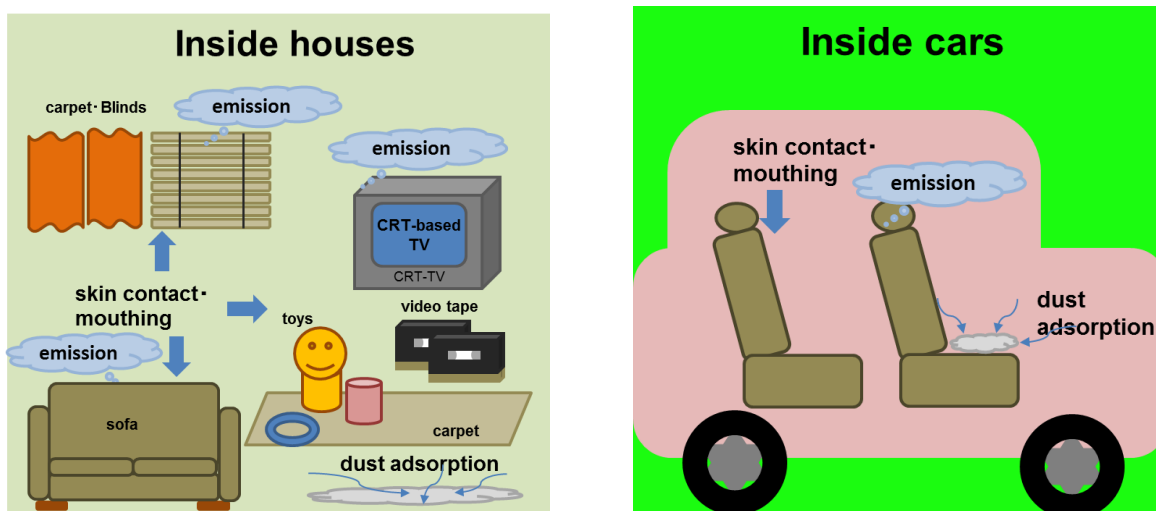 Inside houses
carpet・Blinds
emission
emission
CRT-based
TV
CRT-TV
skin contact・
mouthing
video tape
toys
emission
sofa
carpet
dust adsorption
Inside cars
skin contact・
mouthing
emission
dust
adsorption